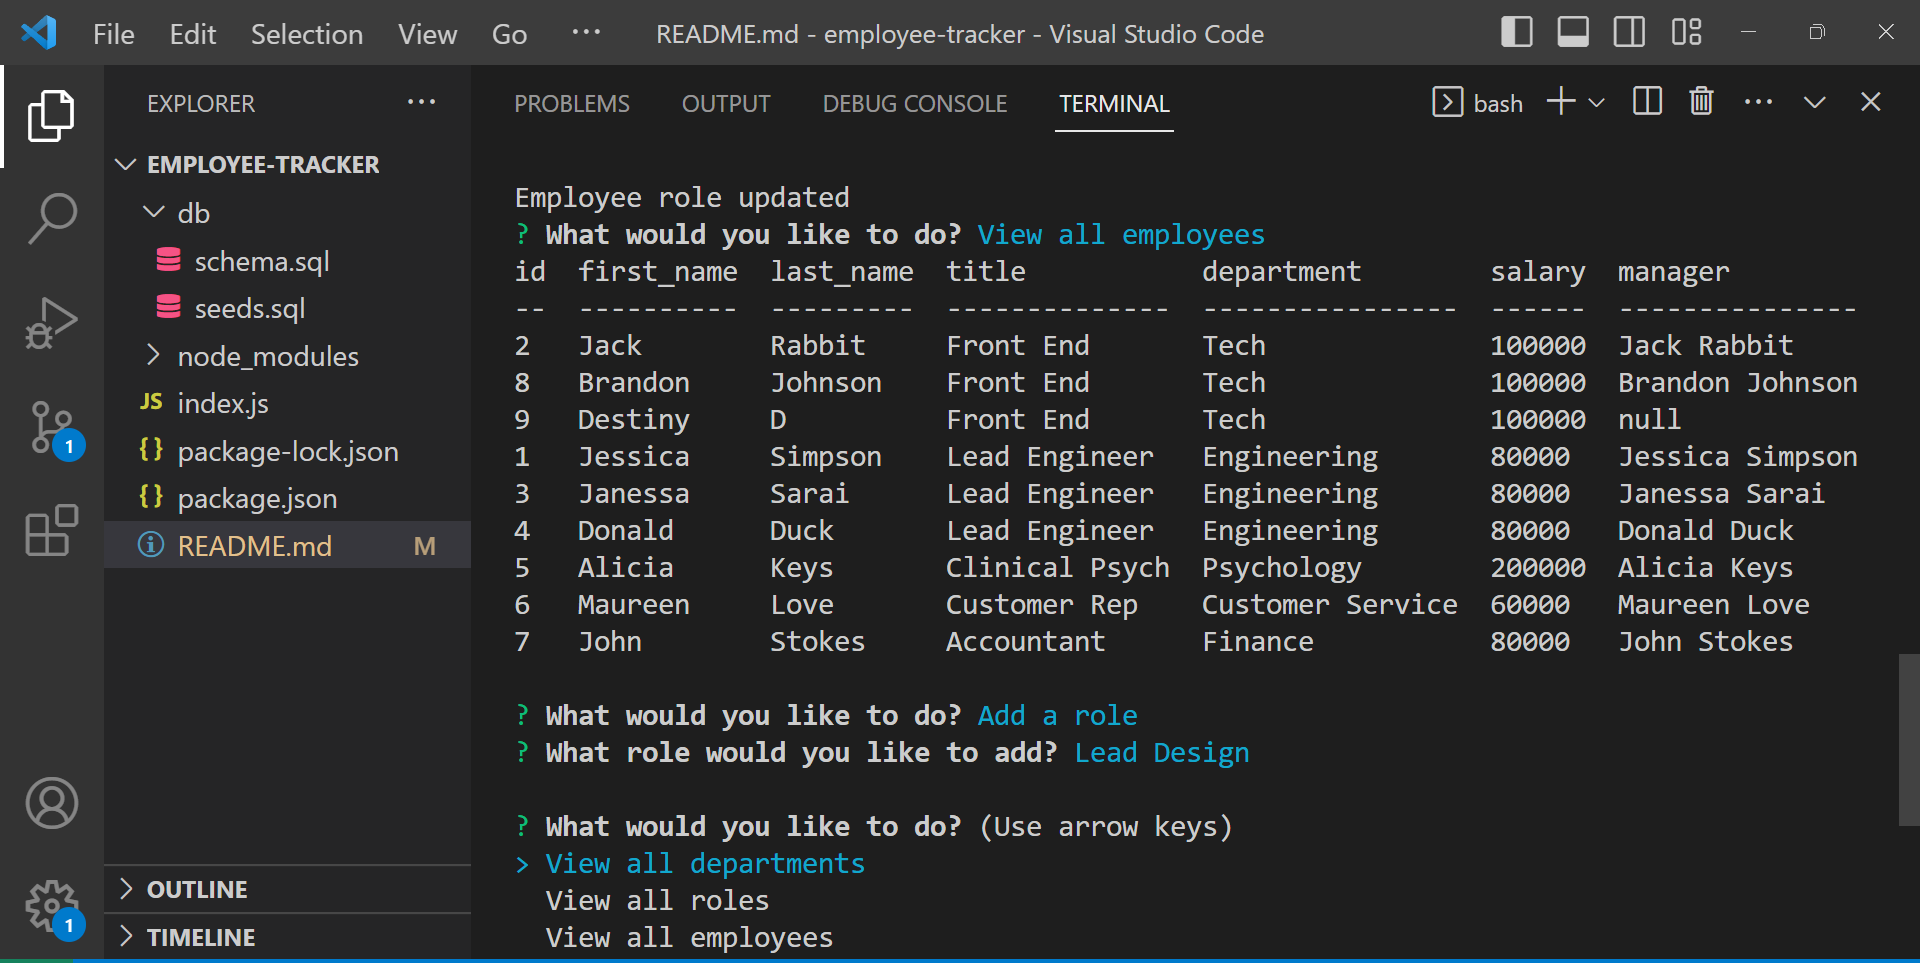 File Edit Selection View Go ··· README.md - employee-tracker - Visual Studio Code
EXPLORER ···
EMPLOYEE-TRACKER
db
schema.sql
seeds.sql
node_modules
JS index.js
{} package-lock.json
{} package.json
README.md M
OUTLINE
TIMELINE
1
1
PROBLEMS OUTPUT DEBUG CONSOLE TERMINAL bash ···
Employee role updated
? What would you like to do? View all employees
id first_name last_name title department salary manager
-- ---------- --------- -------------- ---------------- ------ ---------------
2 Jack Rabbit Front End Tech 100000 Jack Rabbit
8 Brandon Johnson Front End Tech 100000 Brandon Johnson
9 Destiny D Front End Tech 100000 null
1 Jessica Simpson Lead Engineer Engineering 80000 Jessica Simpson
3 Janessa Sarai Lead Engineer Engineering 80000 Janessa Sarai
4 Donald Duck Lead Engineer Engineering 80000 Donald Duck
5 Alicia Keys Clinical Psych Psychology 200000 Alicia Keys
6 Maureen Love Customer Rep Customer Service 60000 Maureen Love
7 John Stokes Accountant Finance 80000 John Stokes
? What would you like to do? Add a role
? What role would you like to add? Lead Design
? What would you like to do? (Use arrow keys)
> View all departments
View all roles
View all employees